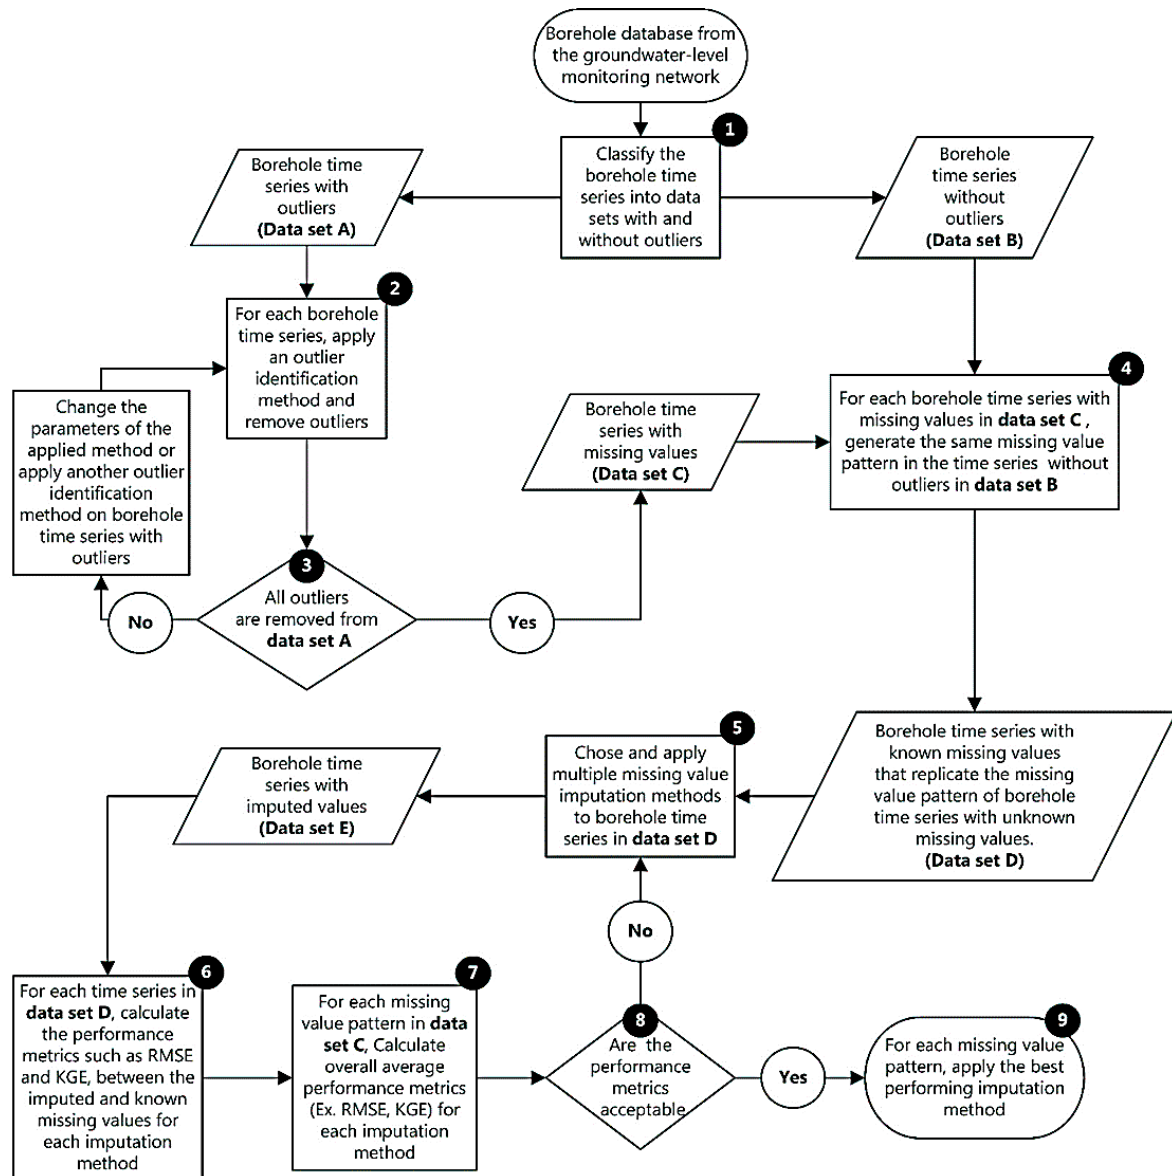 Borehole database from
the groundwater-level
monitoring network
1
Classify the
borehole time
series into data
sets with and
without outliers
Borehole time
series with
outliers
(Data set A)
Borehole
time series
without
outliers
(Data set B)
2
For each borehole
time series, apply
an outlier
identification
method and
remove outliers
Change the
parameters of the
applied method or
apply another outlier
identification
method on borehole
time series with
outliers
Borehole time
series with
missing values
(Data set C)
4
For each borehole time series with
missing values in data set C ,
generate the same missing value
pattern in the time series without
outliers in data set B
3
All outliers
are removed from
data set A
No
Yes
Borehole time series with
known missing values
that replicate the missing
value pattern of borehole
time series with unknown
missing values.
(Data set D)
5
Chose and apply
multiple missing value
imputation methods
to borehole time
series in data set D
Borehole time
series with
imputed values
(Data set E)
No
6
For each time series in
data set D, calculate
the performance
metrics such as RMSE
and KGE, between the
imputed and known
missing values for
each imputation
method
7
For each missing
value pattern in data
set C, Calculate
overall average
performance metrics
(Ex. RMSE, KGE) for
each imputation
method
8
Are the
performance
metrics
acceptable
Yes
9
For each missing value
pattern, apply the best
performing imputation
method